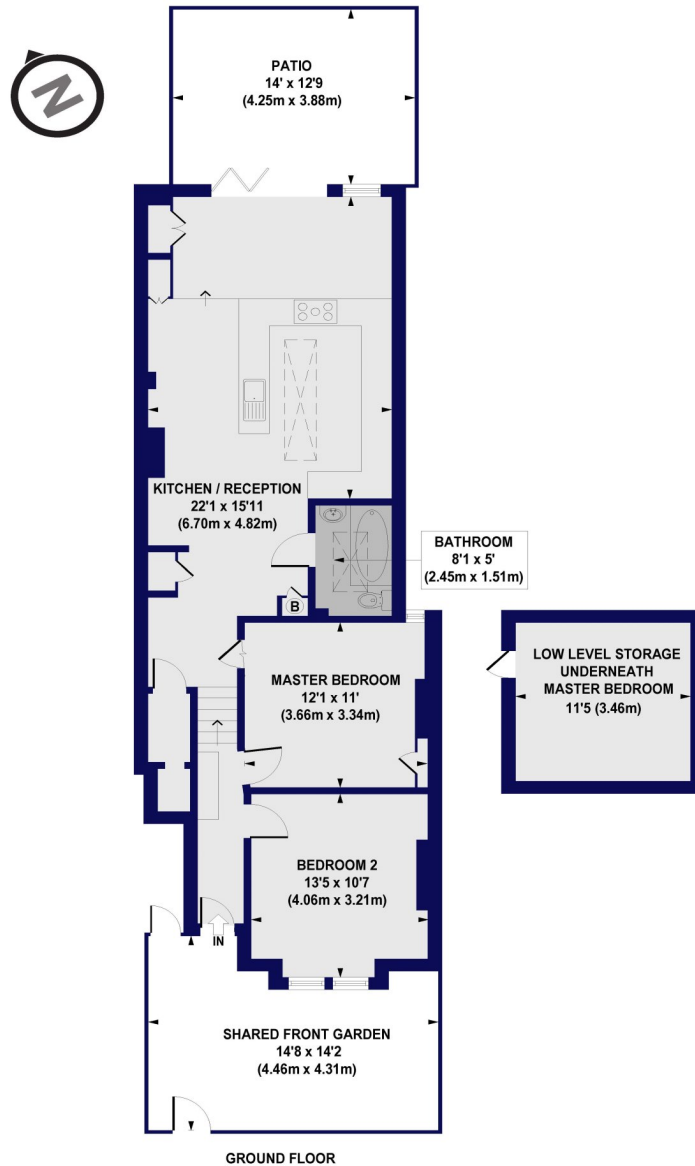 PATIO
14' x 12'9
(4.25m x 3.88m)
N
KITCHEN / RECEPTION
22'1 x 15'11
(6.70m x 4.82m)
BATHROOM
8'1 x 5'
(2.45m x 1.51m)
B
MASTER BEDROOM
12'1 x 11'
(3.66m x 3.34m)
LOW LEVEL STORAGE
UNDERNEATH
MASTER BEDROOM
11'5 (3.46m)
BEDROOM 2
13'5 x 10'7
(4.06m x 3.21m)
IN
SHARED FRONT GARDEN
14'8 x 14'2
(4.46m x 4.31m)
GROUND FLOOR